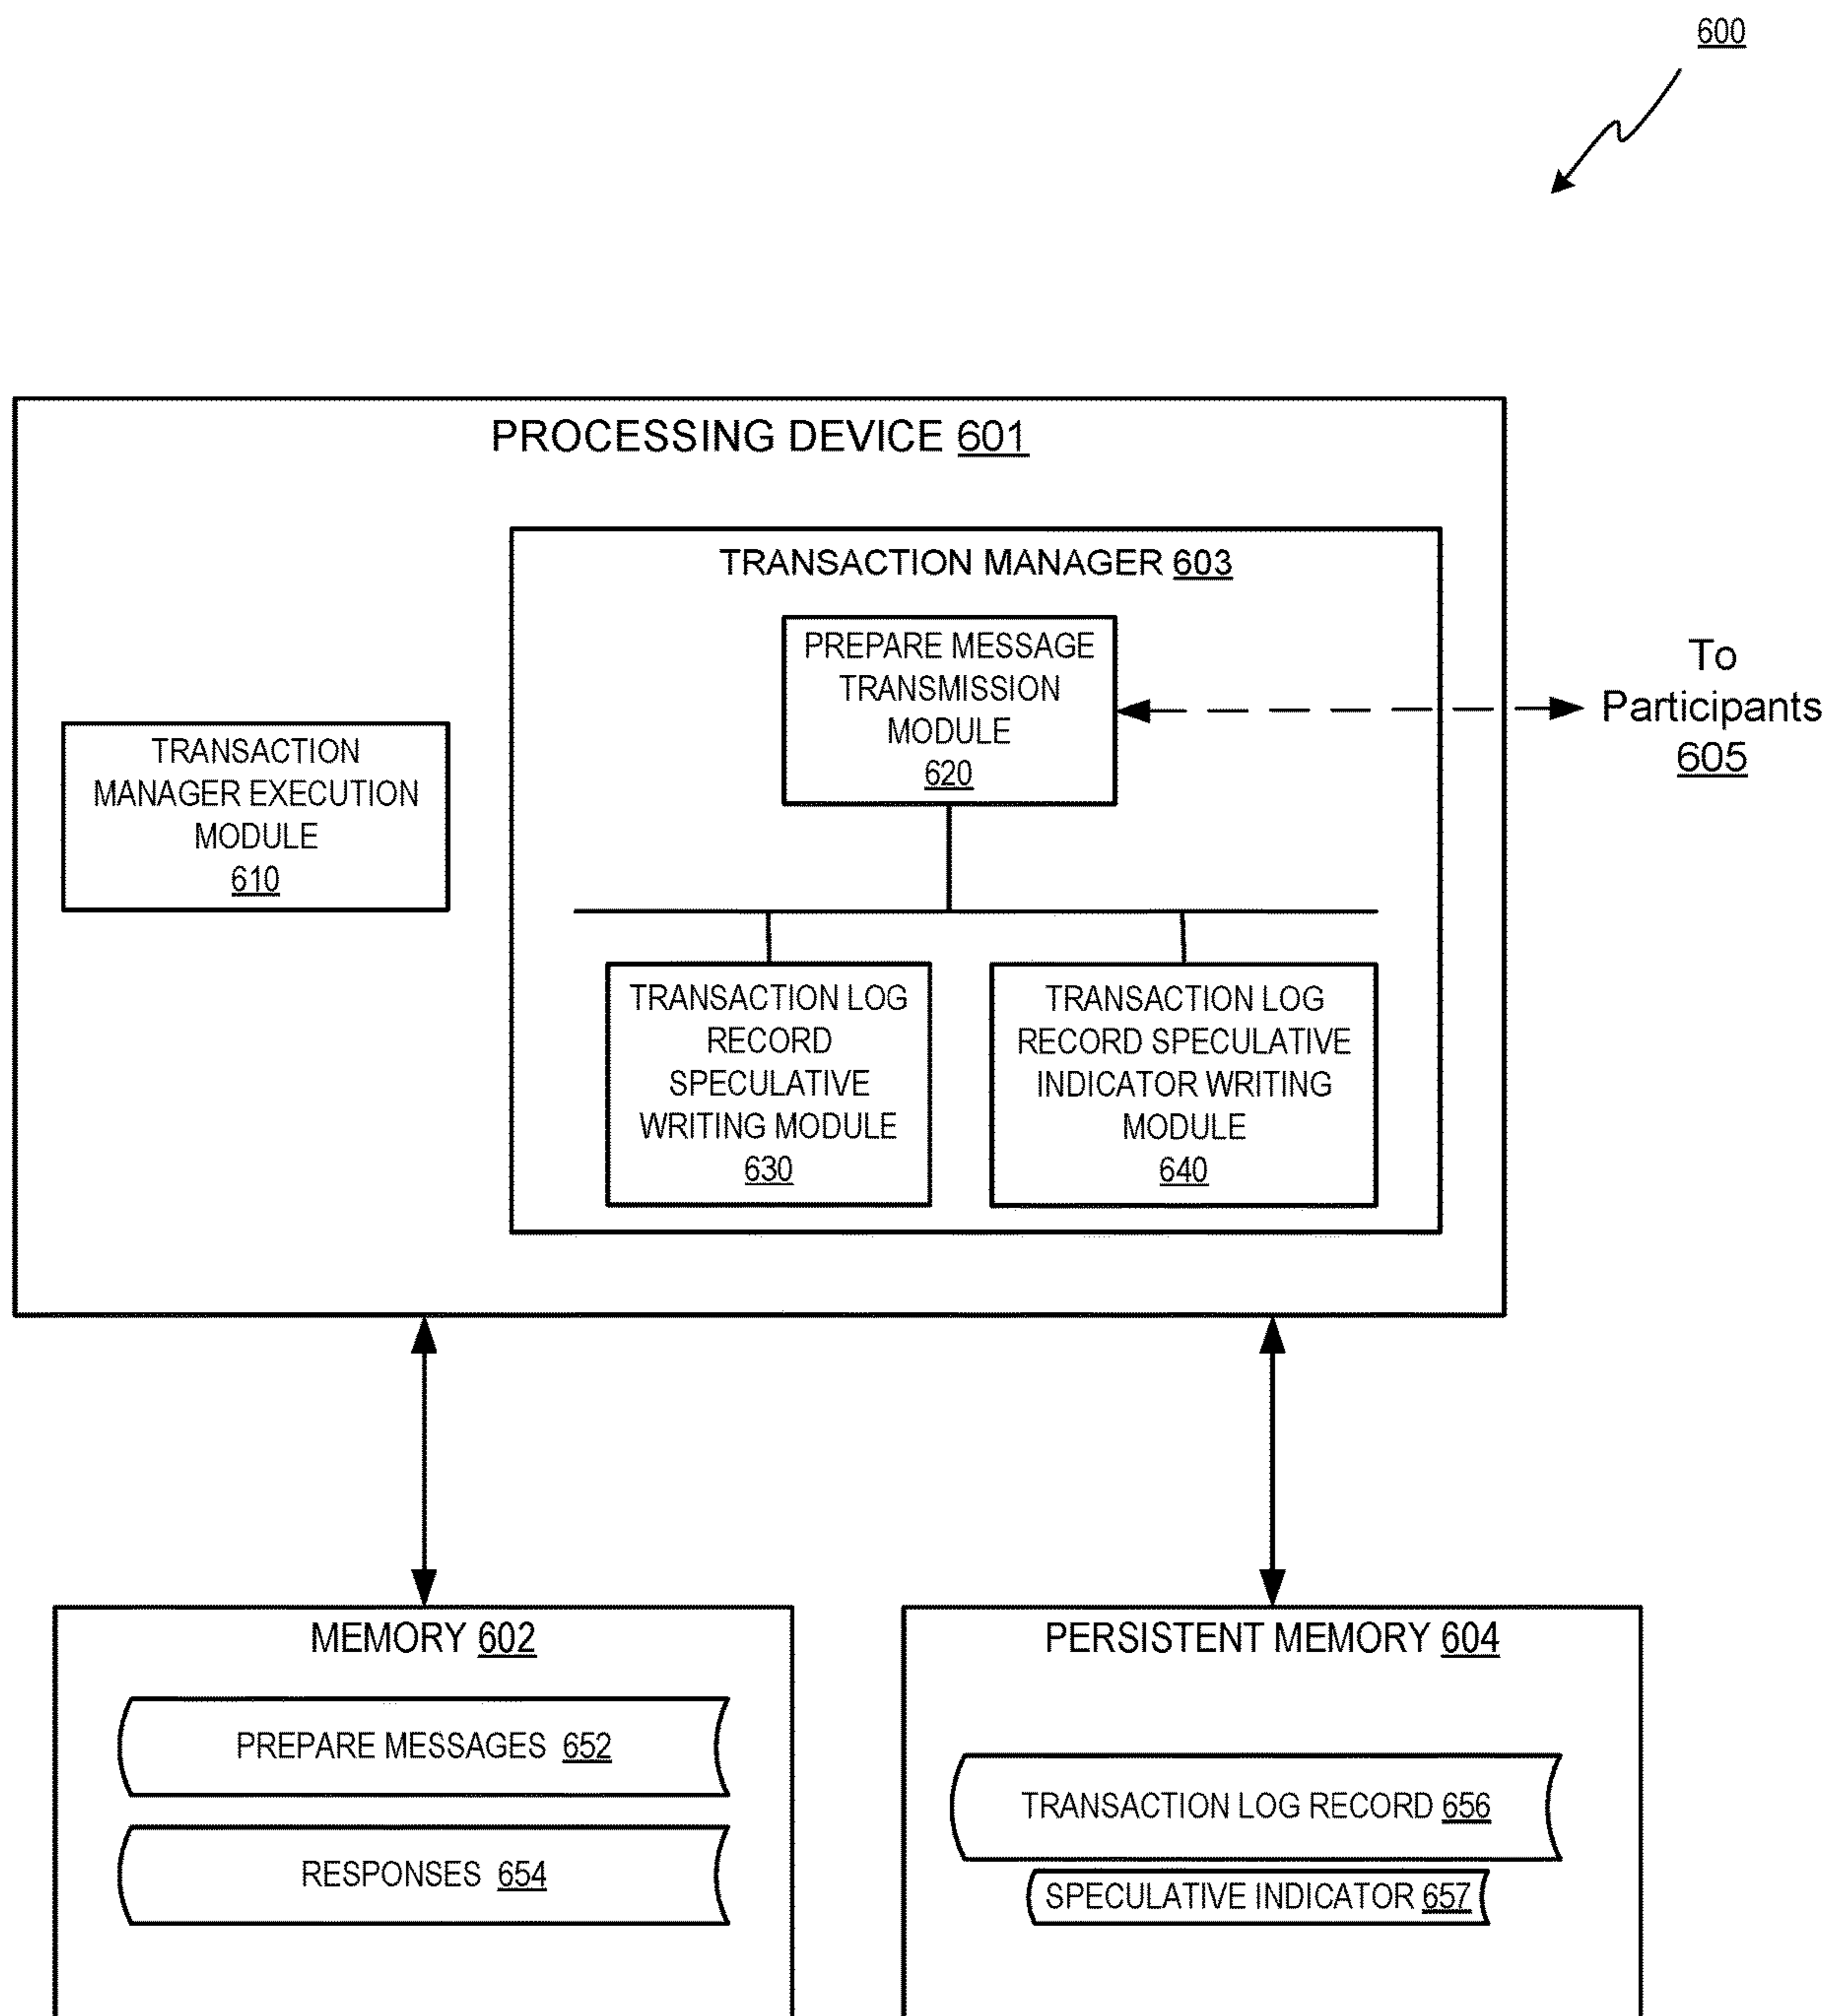 600
PROCESSING DEVICE 601
TRANSACTION MANAGER 603
PREPARE MESSAGE
TRANSMISSION
MODULE
620
To
Participants
605
TRANSACTION
MANAGER EXECUTION
MODULE
610
TRANSACTION LOG
RECORD
SPECULATIVE
WRITING MODULE
630
TRANSACTION LOG
RECORD SPECULATIVE
INDICATOR WRITING
MODULE
640
MEMORY 602
PREPARE MESSAGES 652
RESPONSES 654
PERSISTENT MEMORY 604
TRANSACTION LOG RECORD 656
SPECULATIVE INDICATOR 657